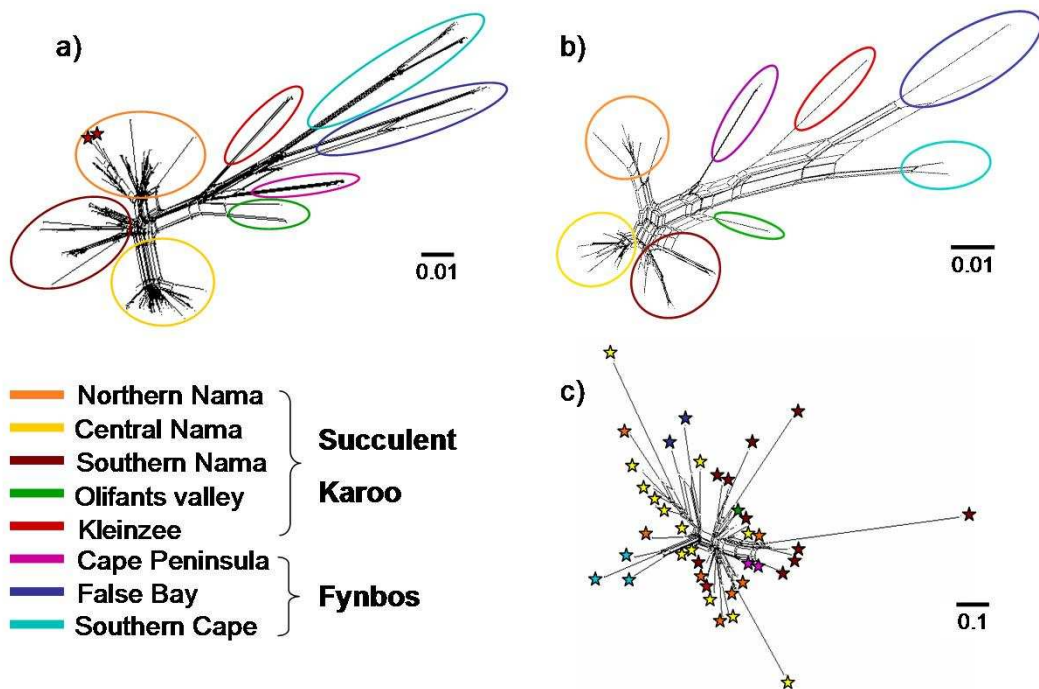 a)
b)
0.01
0.01
c)
Northern Nama
Central Nama
Southern Nama
Olifants valley
Kleinzee
Succulent
Karoo
Cape Peninsula
False Bay
Southern Cape
Fynbos
0.1